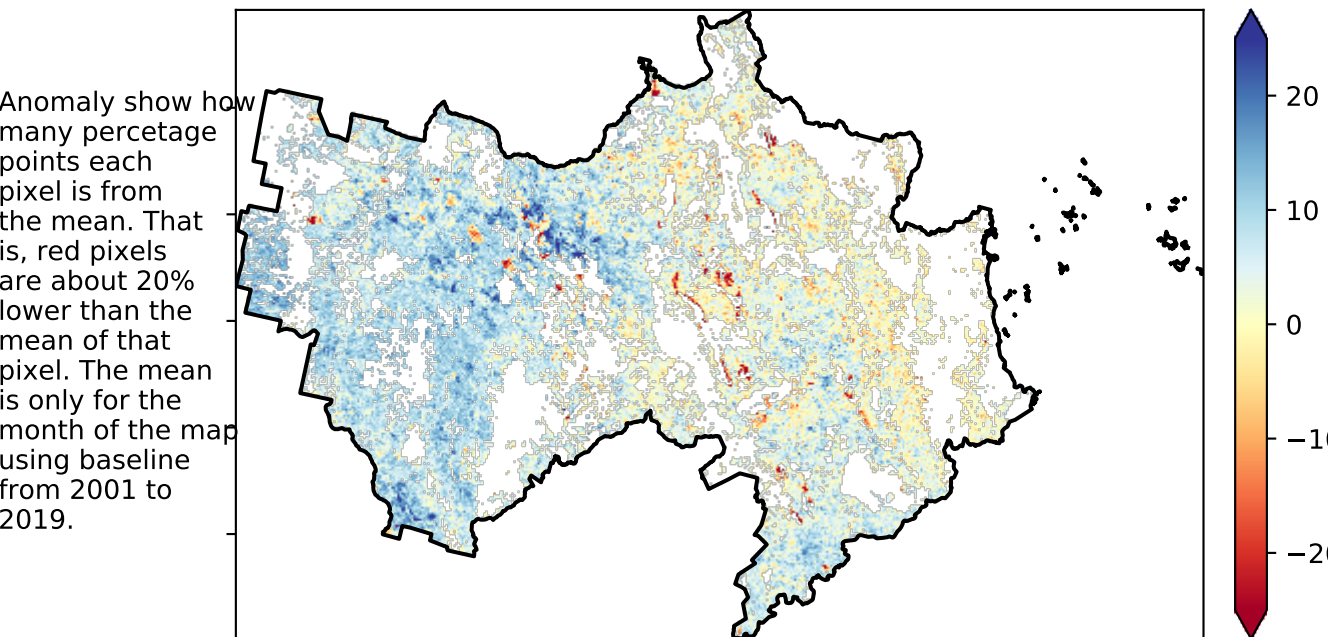 Anomaly show how
many percetage
points each
pixel is from
the mean. That
is, red pixels
are about 20%
lower than the
mean of that
pixel. The mean
is only for the
month of the map
using baseline
from 2001 to
2019.
20
10
0
−10
−20